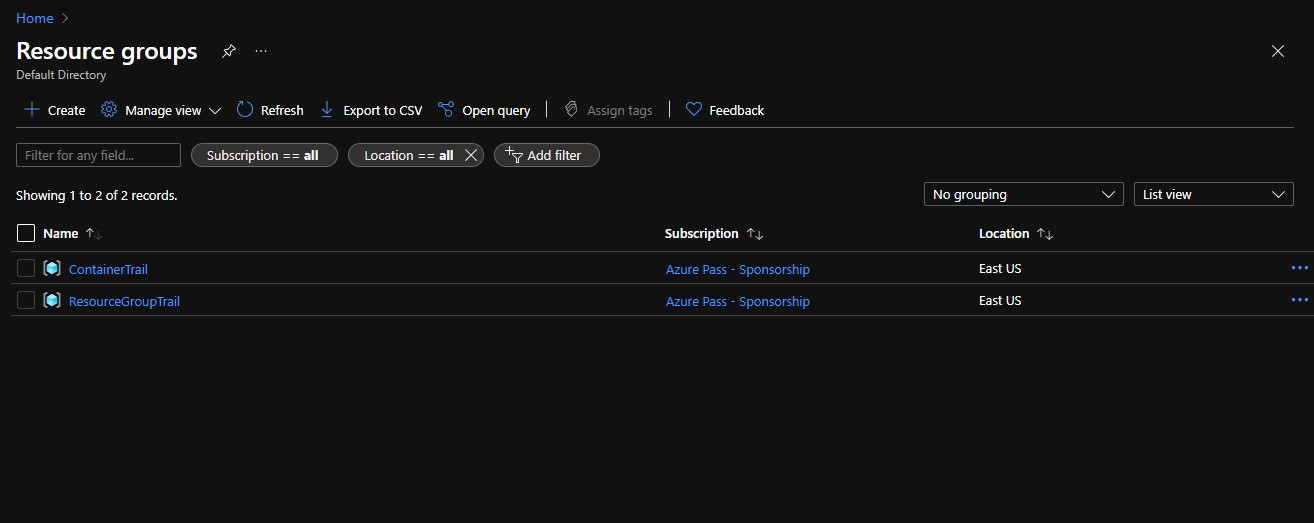 Home
Resource groups
Default Directory
Create Manage view Refresh Export to CSV Open query Assign tags Feedback
Filter for any field... Subscription == all Location == all Add filter
Showing 1 to 2 of 2 records. No grouping List view
Name Subscription Location
ContainerTrail Azure Pass - Sponsorship East US
ResourceGroupTrail Azure Pass - Sponsorship East US